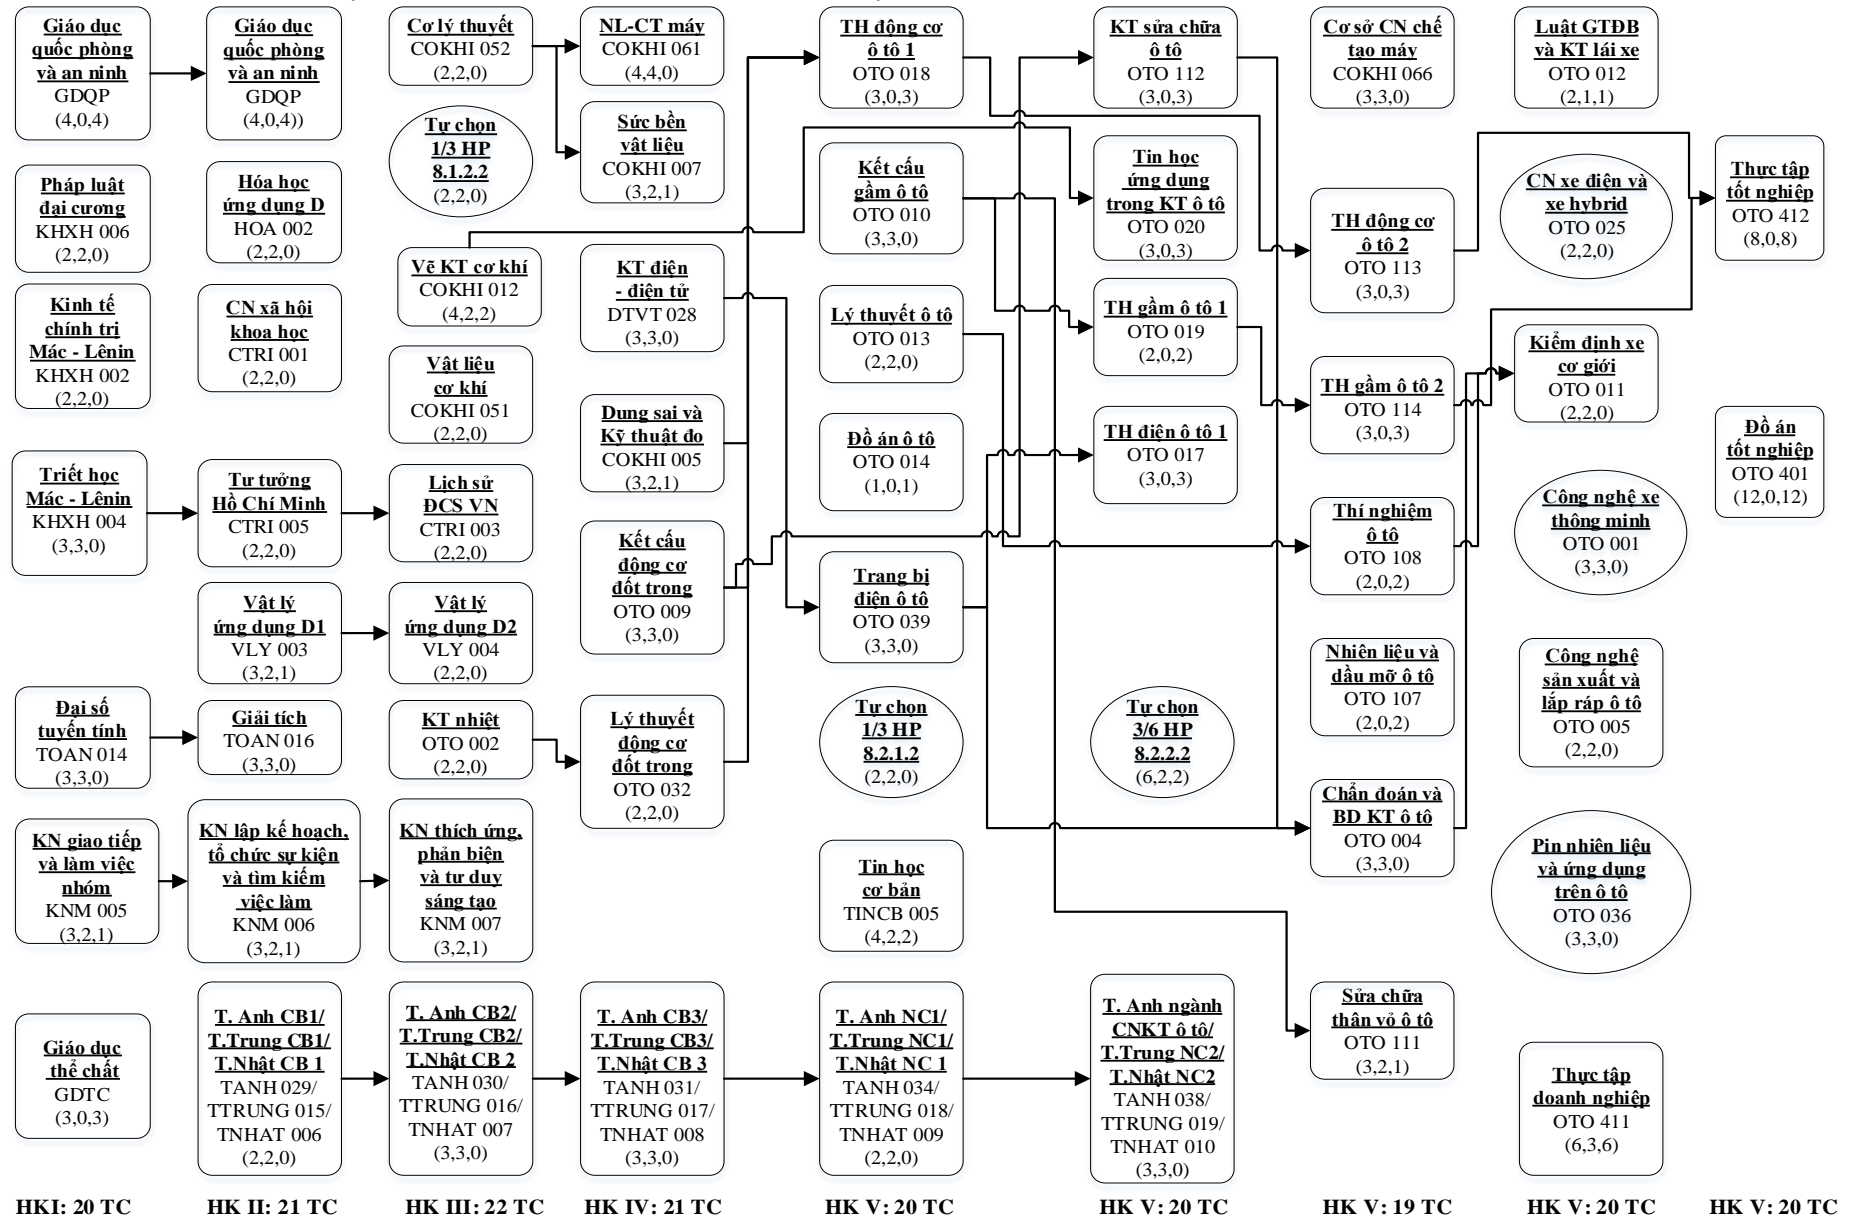 Giáo dục
quốc phòng
và an ninh
GDQP
(4,0,4)
Pháp luật
đại cương
KHXH 006
(2,2,0)
Kinh tế
chính trị
Mác - Lênin
KHXH 002
(2,2,0)
Triết học
Mác - Lênin
KHXH 004
(3,3,0)
Đại số
tuyến tính
TOAN 014
(3,3,0)
KN giao tiếp
và làm việc
nhóm
KNM 005
(3,2,1)
Giáo dục
thể chất
GDTC
(3,0,3)
HKI: 20 TC
Giáo dục
quốc phòng
và an ninh
GDQP
(4,0,4))
Hóa học
ứng dụng D
HOA 002
(2,2,0)
CN xã hội
khoa học
CTRI 001
(2,2,0)
Tư tưởng
Hồ Chí Minh
CTRI 005
(2,2,0)
Vật lý
ứng dụng D1
VLY 003
(3,2,1)
Giải tích
TOAN 016
(3,3,0)
KN lập kế hoạch,
tổ chức sự kiện
và tìm kiếm
việc làm
KNM 006
(3,2,1)
T. Anh CB1/
T.Trung CB1/
T.Nhật CB 1
TANH 029/
TTRUNG 015/
TNHAT 006
(2,2,0)
HK II: 21 TC
Cơ lý thuyết
COKHI 052
(2,2,0)
Tự chọn
1/3 HP
8.1.2.2
(2,2,0)
Vẽ KT cơ khí
COKHI 012
(4,2,2)
Vật liệu
cơ khí
COKHI 051
(2,2,0)
Lịch sử
ĐCS VN
CTRI 003
(2,2,0)
Vật lý
ứng dụng D2
VLY 004
(2,2,0)
KT nhiệt
OTO 002
(2,2,0)
KN thích ứng,
phản biện
và tư duy
sáng tạo
KNM 007
(3,2,1)
T. Anh CB2/
T.Trung CB2/
T.Nhật CB 2
TANH 030/
TTRUNG 016/
TNHAT 007
(3,3,0)
HK III: 22 TC
NL-CT máy
COKHI 061
(4,4,0)
Sức bền
vật liệu
COKHI 007
(3,2,1)
KT điện
- điện tử
DTVT 028
(3,3,0)
Dung sai và
Kỹ thuật đo
COKHI 005
(3,2,1)
Kết cấu
động cơ
đốt trong
OTO 009
(3,3,0)
Lý thuyết
động cơ
đốt trong
OTO 032
(2,2,0)
T. Anh CB3/
T.Trung CB3/
T.Nhật CB 3
TANH 031/
TTRUNG 017/
TNHAT 008
(3,3,0)
HK IV: 21 TC
TH động cơ
ô tô 1
OTO 018
(3,0,3)
Kết cấu
gầm ô tô
OTO 010
(3,3,0)
Lý thuyết ô tô
OTO 013
(2,2,0)
Đồ án ô tô
OTO 014
(1,0,1)
Trang bị
điện ô tô
OTO 039
(3,3,0)
Tự chọn
1/3 HP
8.2.1.2
(2,2,0)
Tin học
cơ bản
TINCB 005
(4,2,2)
T. Anh NC1/
T.Trung NC1/
T.Nhật NC 1
TANH 034/
TTRUNG 018/
TNHAT 009
(2,2,0)
HK V: 20 TC
KT sửa chữa
ô tô
OTO 112
(3,0,3)
Tin học
ứng dụng
trong KT ô tô
OTO 020
(3,0,3)
TH gầm ô tô 1
OTO 019
(2,0,2)
TH điện ô tô 1
OTO 017
(3,0,3)
Tự chọn
3/6 HP
8.2.2.2
(6,2,2)
T. Anh ngành
CNKT ô tô/
T.Trung NC2/
T.Nhật NC2
TANH 038/
TTRUNG 019/
TNHAT 010
(3,3,0)
HK V: 20 TC
Cơ sở CN chế
tạo máy
COKHI 066
(3,3,0)
TH động cơ
ô tô 2
OTO 113
(3,0,3)
TH gầm ô tô 2
OTO 114
(3,0,3)
Thí nghiệm
ô tô
OTO 108
(2,0,2)
Nhiên liệu và
dầu mỡ ô tô
OTO 107
(2,0,2)
Chẩn đoán và
BD KT ô tô
OTO 004
(3,3,0)
Sửa chữa
thân vỏ ô tô
OTO 111
(3,2,1)
HK V: 19 TC
Luật GTĐB
và KT lái xe
OTO 012
(2,1,1)
CN xe điện và
xe hybrid
OTO 025
(2,2,0)
Kiểm định xe
cơ giới
OTO 011
(2,2,0)
Công nghệ xe
thông minh
OTO 001
(3,3,0)
Công nghệ
sản xuất và
lắp ráp ô tô
OTO 005
(2,2,0)
Pin nhiên liệu
và ứng dụng
trên ô tô
OTO 036
(3,3,0)
Thực tập
doanh nghiệp
OTO 411
(6,3,6)
HK V: 20 TC
Thực tập
tốt nghiệp
OTO 412
(8,0,8)
Đồ án
tốt nghiệp
OTO 401
(12,0,12)
HK V: 20 TC